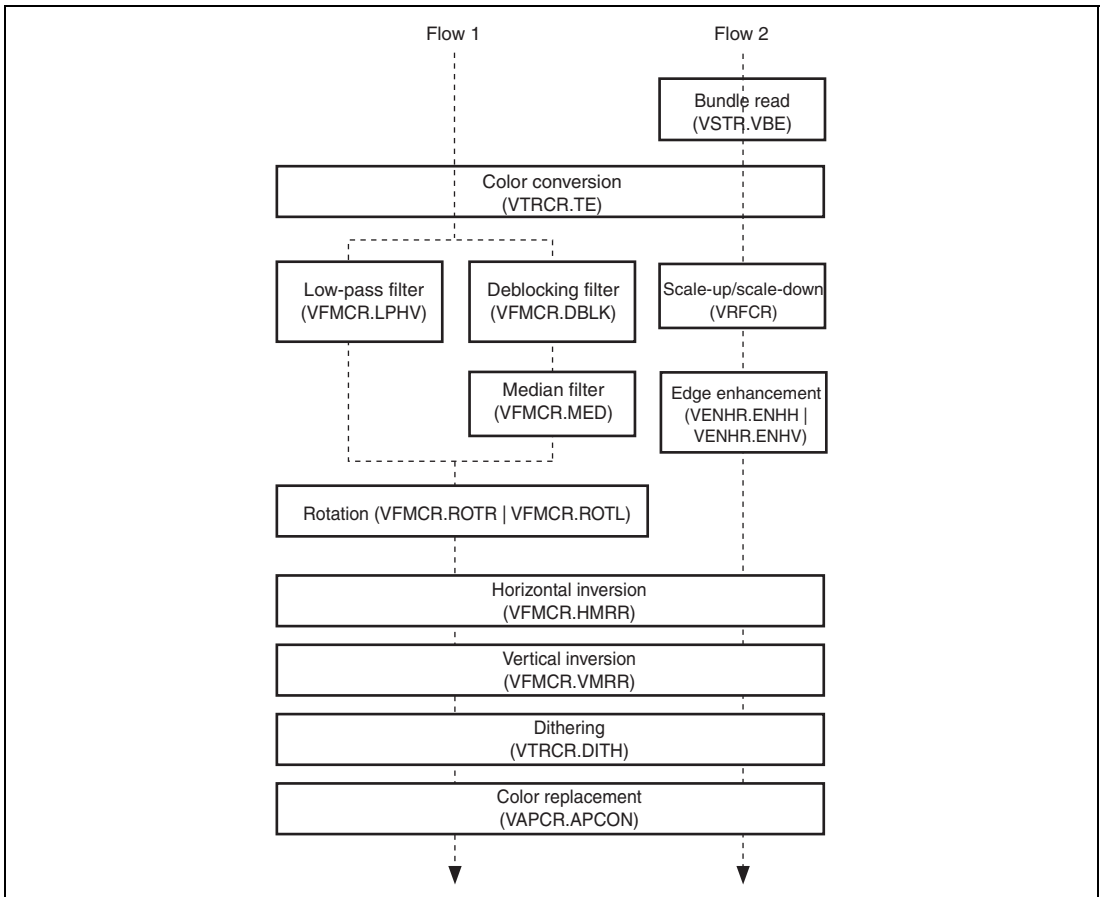 Flow 1
Flow 2
Bundle read
(VSTR.VBE)
Color conversion
(VTRCR.TE)
Low-pass filter
(VFMCR.LPHV)
Deblocking filter
(VFMCR.DBLK)
Scale-up/scale-down
(VRFCR)
Median filter
(VFMCR.MED)
Edge enhancement
(VENHR.ENHH |
VENHR.ENHV)
Rotation (VFMCR.ROTR | VFMCR.ROTL)
Horizontal inversion
(VFMCR.HMRR)
Vertical inversion
(VFMCR.VMRR)
Dithering
(VTRCR.DITH)
Color replacement
(VAPCR.APCON)